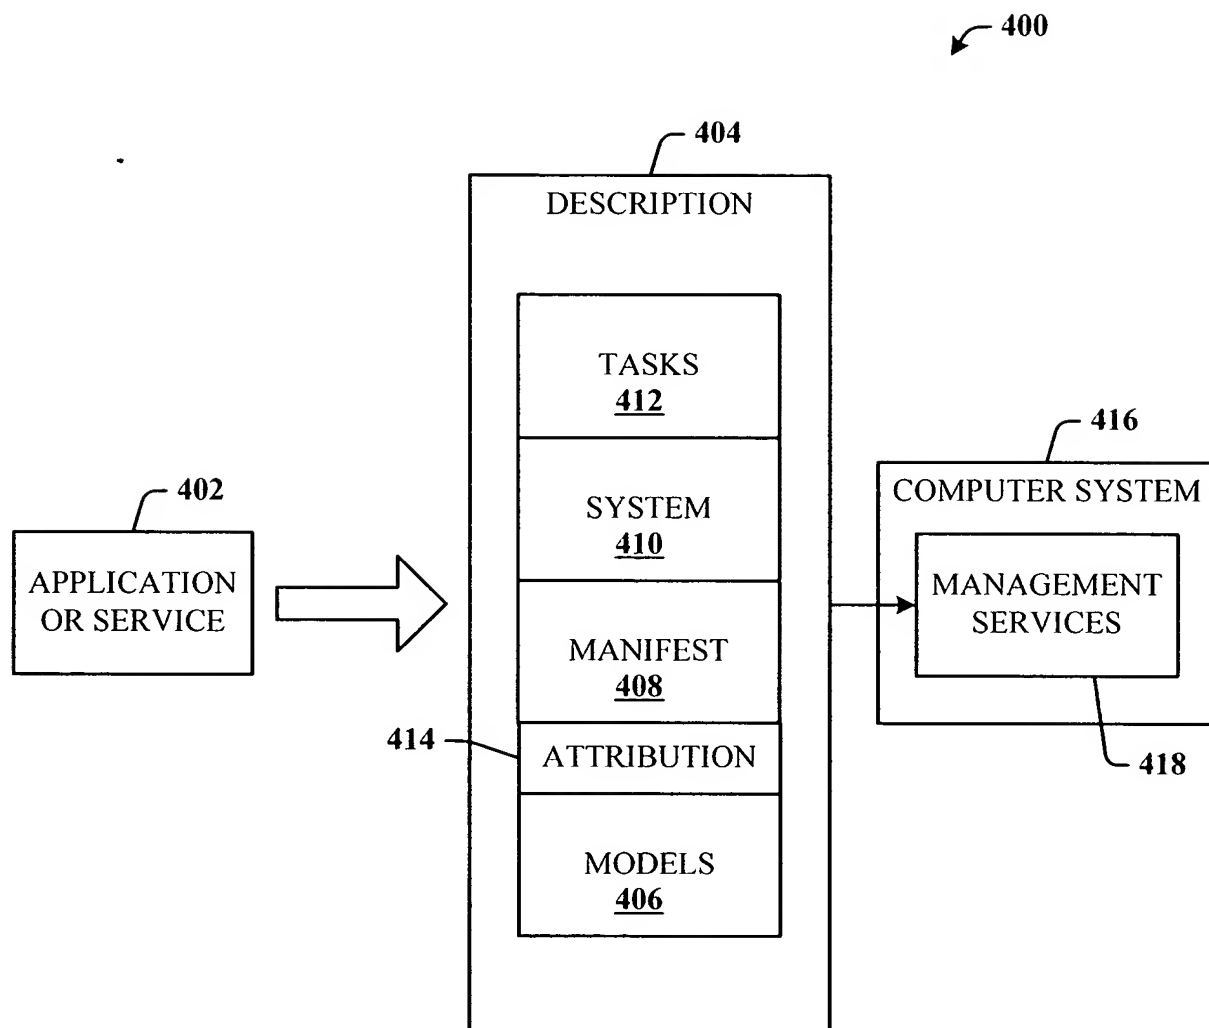 400
404
DESCRIPTION
TASKS
412
416
SYSTEM
410
COMPUTER SYSTEM
402
APPLICATION
OR SERVICE
MANAGEMENT
SERVICES
MANIFEST
408
414
ATTRIBUTION
418
MODELS
406